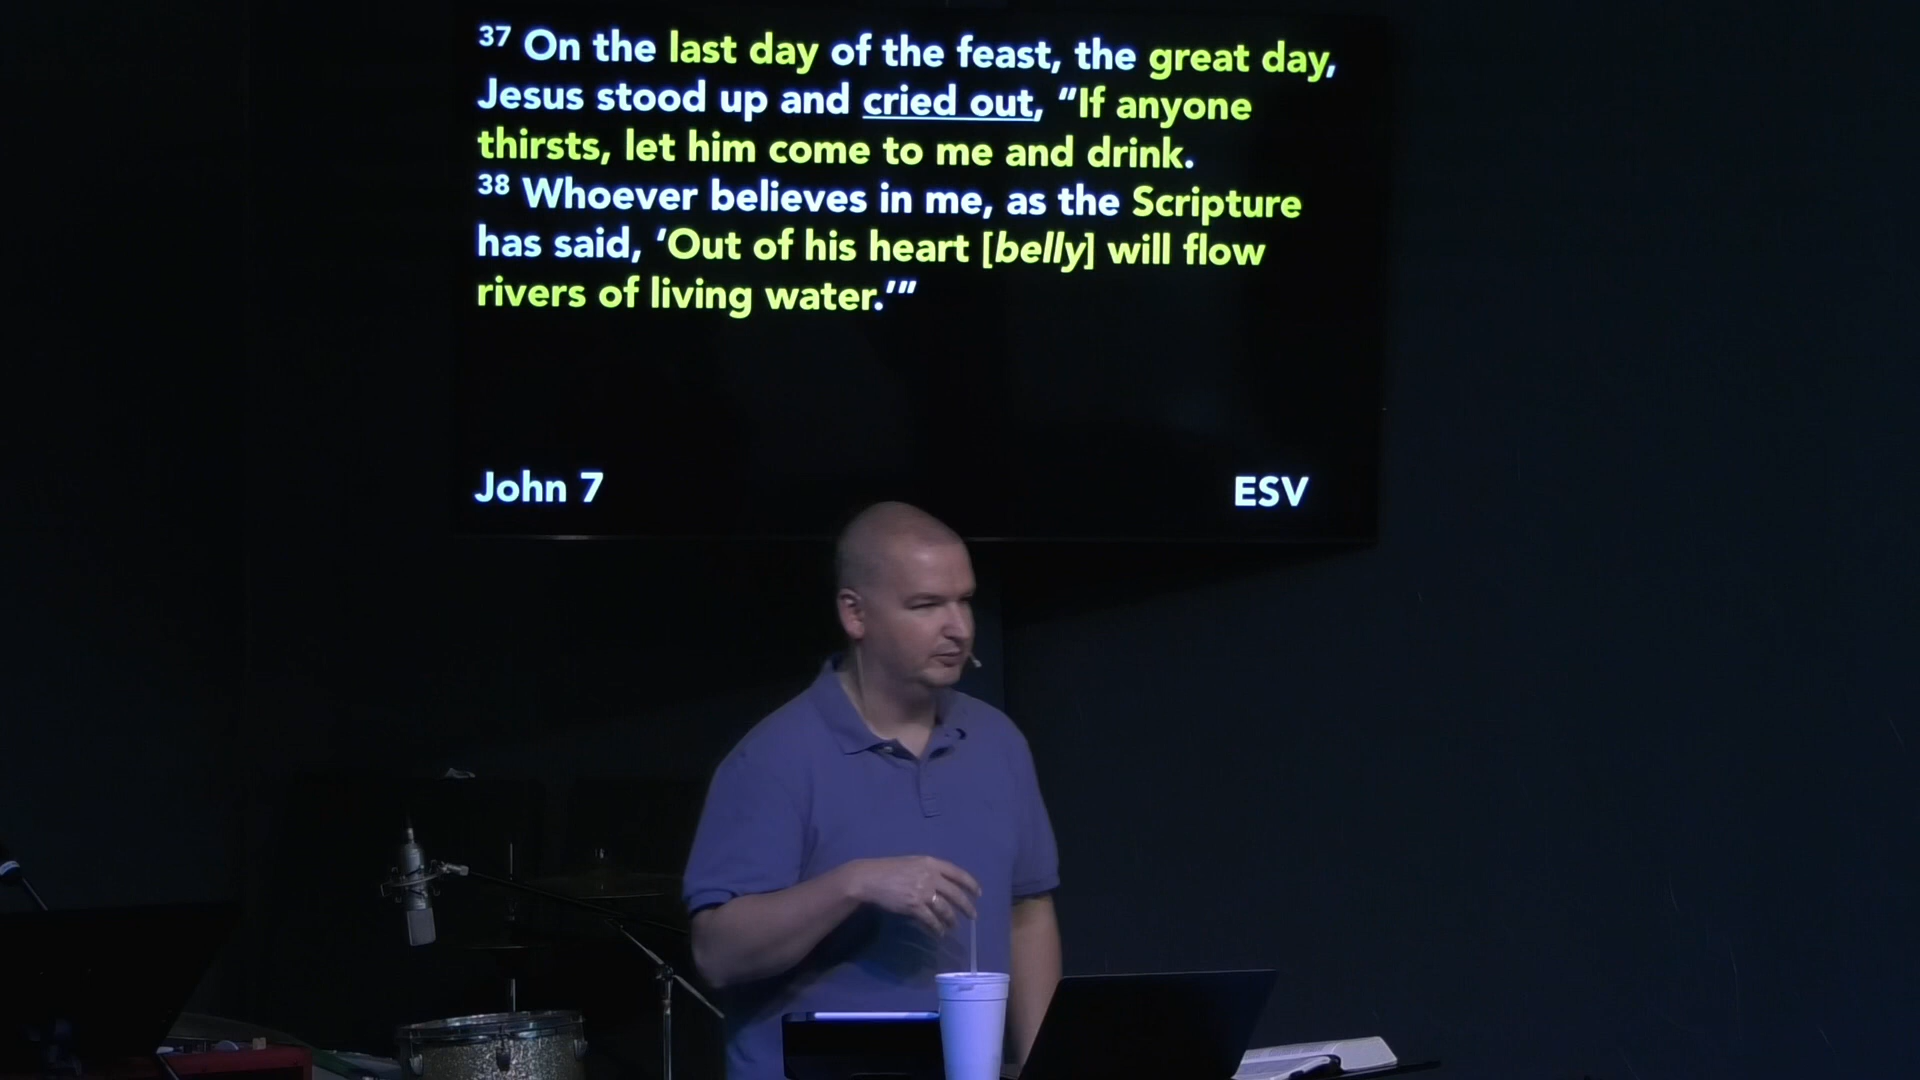 37 On the last day of the feast, the great day,
Jesus stood up and cried out, “If anyone
thirsts, let him come to me and drink.
38 Whoever believes in me, as the Scripture
has said, ‘Out of his heart [belly] will flow
rivers of living water.’”
John 7 ESV